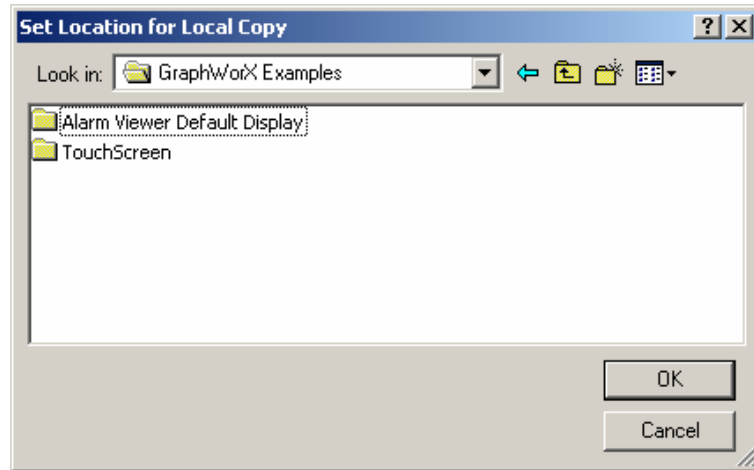 Set Location for Local Copy
Look in: GraphWorX Examples
Alarm Viewer Default Display
TouchScreen
OK
Cancel